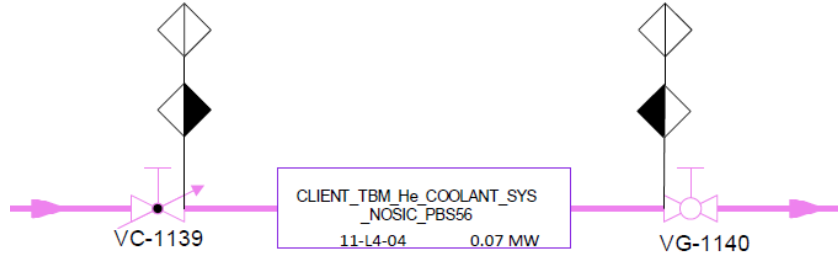 CLIENT_TBM_He_COOLANT_SYS
_NOSIC_PBS56
11-L4-04 0.07 MW
VC-1139
VG-1140